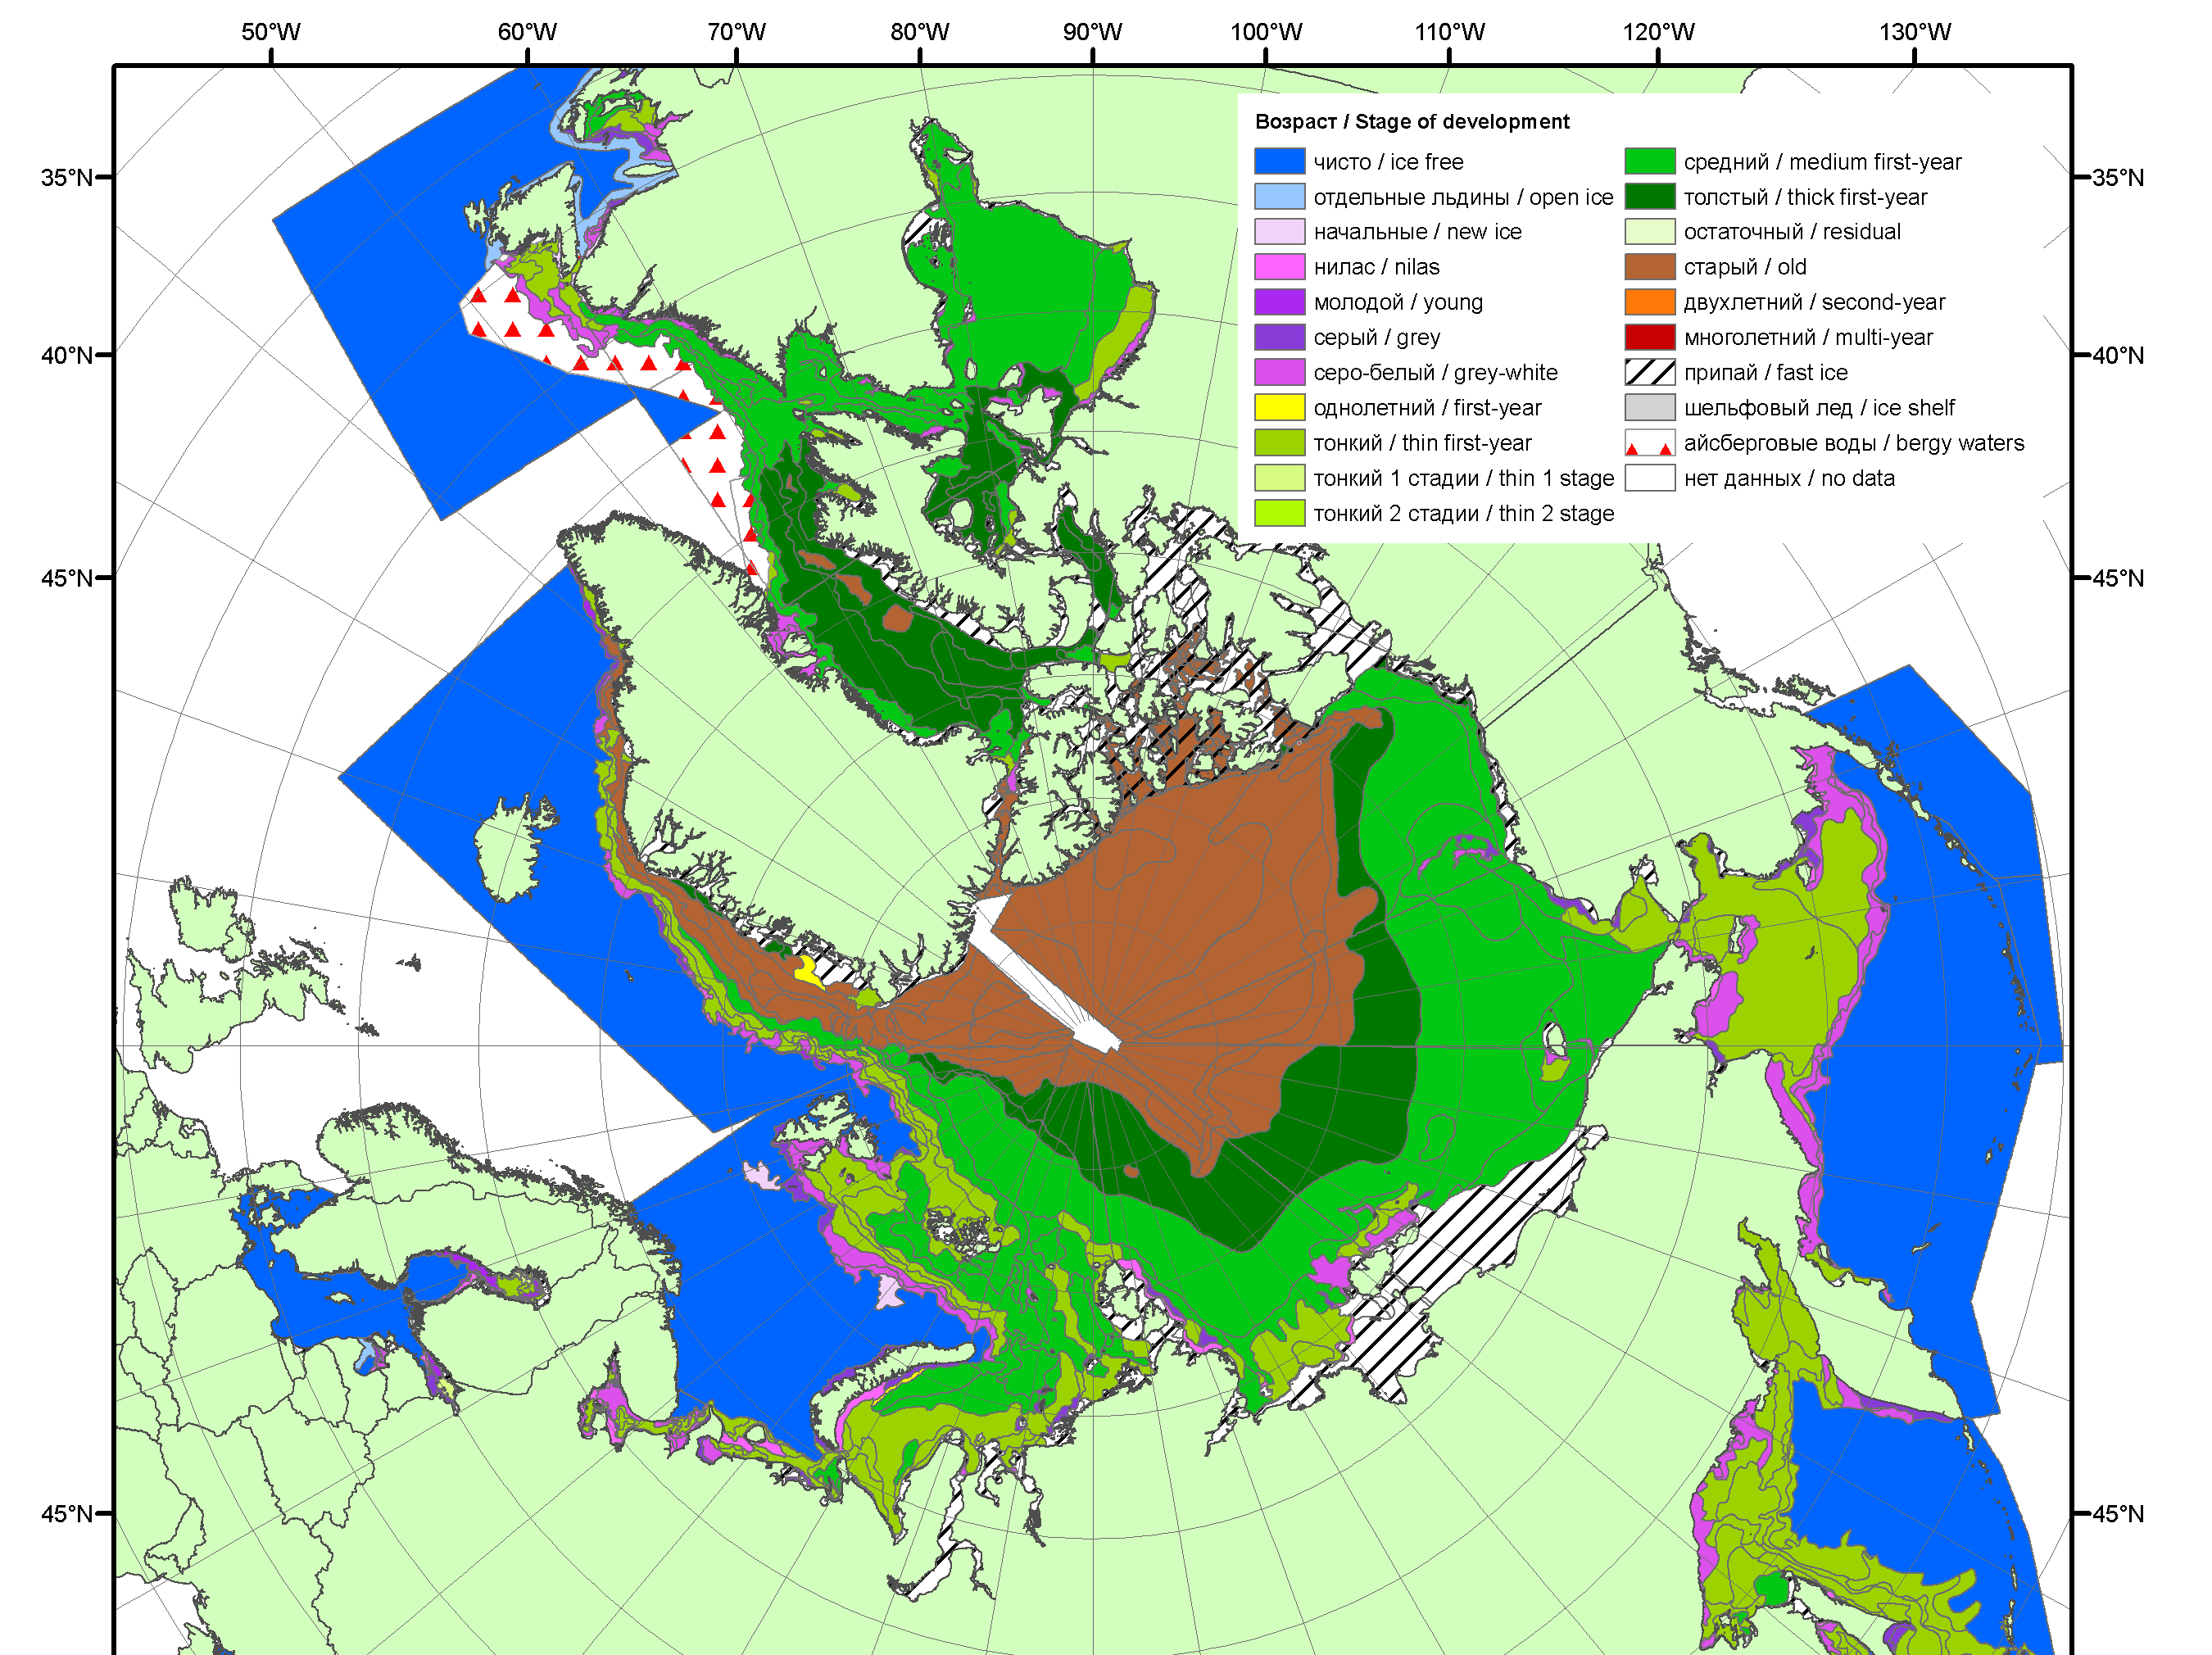 50°W 60°W 70°W 80°W 90°W 100°W 110°W 120°W 130°W
Возраст / Stage of development
чисто / ice free
отдельные льдины / open ice
начальные / new ice
нилас / nilas
молодой / young
серый / grey
серо-белый / grey-white
однолетний / first-year
тонкий / thin first-year
тонкий 1 стадии / thin 1 stage
тонкий 2 стадии / thin 2 stage
средний / medium first-year
толстый / thick first-year
остаточный / residual
старый / old
двухлетний / second-year
многолетний / multi-year
припай / fast ice
шельфовый лед / ice shelf
айсберговые воды / bergy waters
нет данных / no data
35°N 35°N
40°N 40°N
45°N 45°N
45°N 45°N